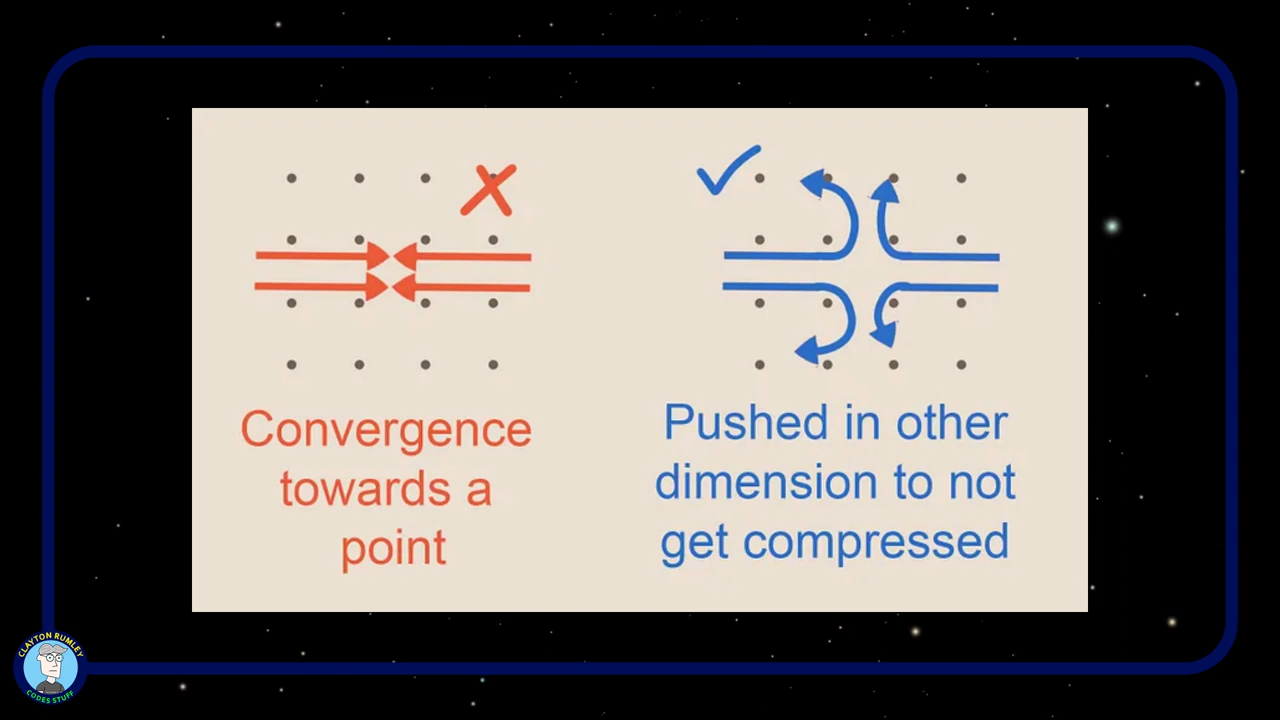 Convergence
towards a
point
Pushed in other
dimension to not
get compressed
CLAYTON RUMLEY
CODES STUFF